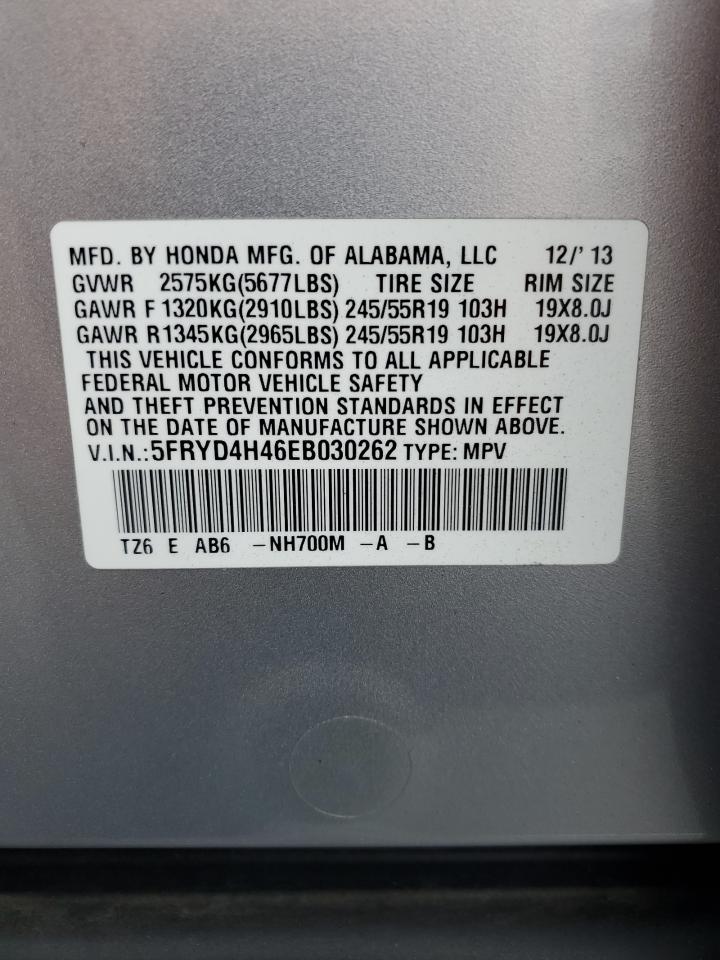 MFD. BY HONDA MFG. OF ALABAMA, LLC 12/'13
GVWR 2575KG(5677LBS) TIRE SIZE RIM SIZE
GAWR F 1320KG(2910LBS) 245/55R19 103H 19X8.0J
GAWR R1345KG(2965LBS) 245/55R19 103H 19X8.0J
THIS VEHICLE CONFORMS TO ALL APPLICABLE
FEDERAL MOTOR VEHICLE SAFETY
AND THEFT PREVENTION STANDARDS IN EFFECT
ON THE DATE OF MANUFACTURE SHOWN ABOVE.
V.I.N.:5FRYD4H46EB030262 TYPE: MPV
TZ6 E AB6 -NH700M -A -B